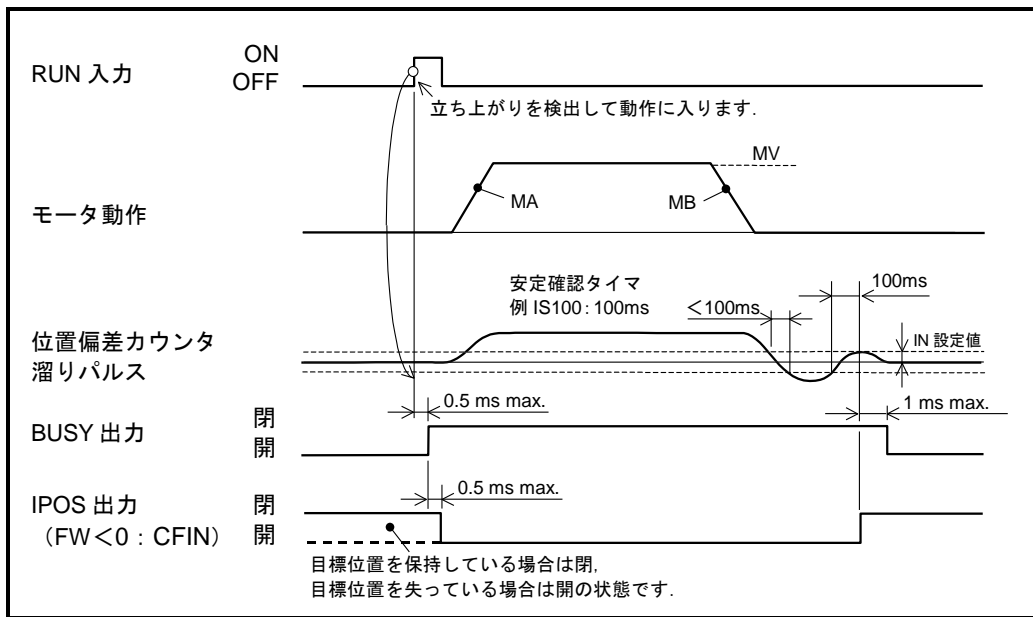 RUN 入力
ON
OFF
立ち上がりを検出して動作に入ります.
モータ動作
MA
MB
MV
安定確認タイマ
例 IS100：100ms
＜100ms
100ms
位置偏差カウンタ
溜りパルス
IN 設定値
0.5 ms max.
1 ms max.
BUSY 出力
閉
開
0.5 ms max.
IPOS 出力
（FW＜0：CFIN）
閉
開
目標位置を保持している場合は閉,
目標位置を失っている場合は開の状態です.